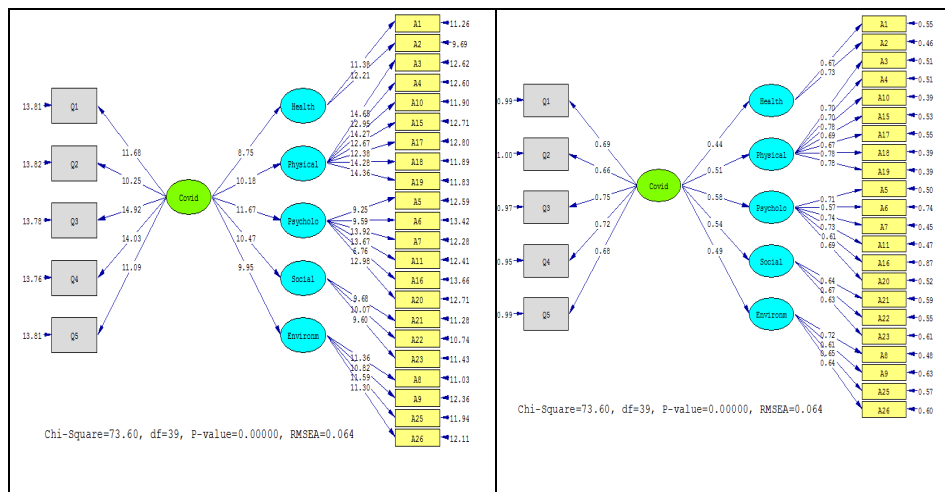 13.81 Q1
13.82 Q2
13.78 Q3
13.76 Q4
13.81 Q5
11.68
10.25
14.92
14.03
11.09
Covid
8.75
10.18
11.67
10.47
9.95
Health
Physical
Psycholo
Social
Environm
11.38
12.21
14.65
12.95
14.27
12.67
12.38
14.28
14.36
9.25
9.59
13.92
13.67
6.76
12.98
9.68
10.07
9.60
11.36
10.82
11.59
11.30
A1 11.26
A2 9.69
A3 12.62
A4 12.60
A10 11.90
A15 12.71
A17 12.80
A18 11.89
A19 11.83
A5 12.59
A6 13.42
A7 12.28
A11 12.41
A16 13.66
A20 12.71
A21 11.28
A22 10.74
A23 11.43
A8 11.03
A9 12.36
A25 11.94
A26 12.11
Chi-Square=73.60, df=39, P-value=0.00000, RMSEA=0.064
0.99 Q1
1.00 Q2
0.97 Q3
0.95 Q4
0.99 Q5
0.69
0.66
0.75
0.72
0.68
Covid
0.44
0.51
0.58
0.54
0.49
Health
Physical
Psycholo
Social
Environm
0.67
0.73
0.70
0.70
0.78
0.69
0.67
0.78
0.78
0.71
0.57
0.74
0.73
0.61
0.69
0.64
0.67
0.63
0.72
0.61
0.65
0.64
A1 0.55
A2 0.46
A3 0.51
A4 0.51
A10 0.39
A15 0.53
A17 0.55
A18 0.39
A19 0.39
A5 0.50
A6 0.74
A7 0.45
A11 0.47
A16 0.87
A20 0.52
A21 0.59
A22 0.55
A23 0.61
A8 0.48
A9 0.63
A25 0.57
A26 0.60
Chi-Square=73.60, df=39, P-value=0.00000, RMSEA=0.064